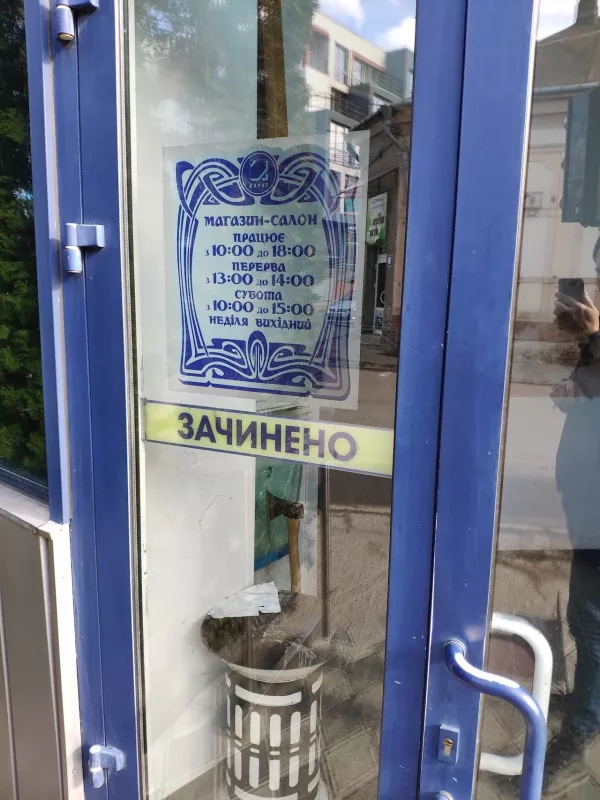 МАГАЗИН-САЛОН
ПРАЦЮЄ
з 10:00 до 18:00
ПЕРЕРВА
з 13:00 до 14:00
СУБОТА
з 10:00 до 15:00
НЕДІЛЯ ВИХІДНИЙ
ЗАЧИНЕНО